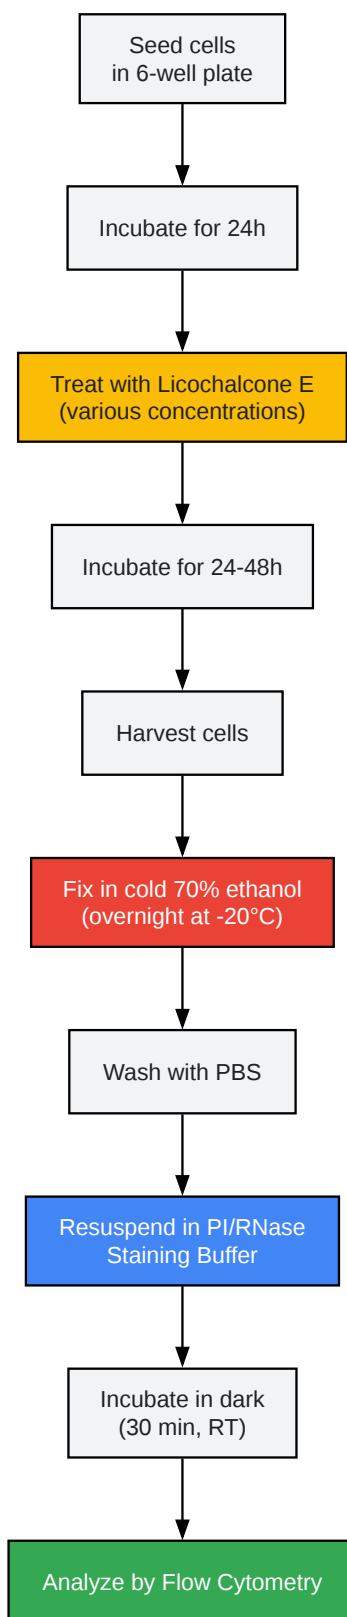 Seed cells
in 6-well plate
Incubate for 24h
Treat with Licochalcone E
(various concentrations)
Incubate for 24-48h
Harvest cells
Fix in cold 70% ethanol
(overnight at -20°C)
Wash with PBS
Resuspend in PI/RNase
Staining Buffer
Incubate in dark
(30 min, RT)
Analyze by Flow Cytometry